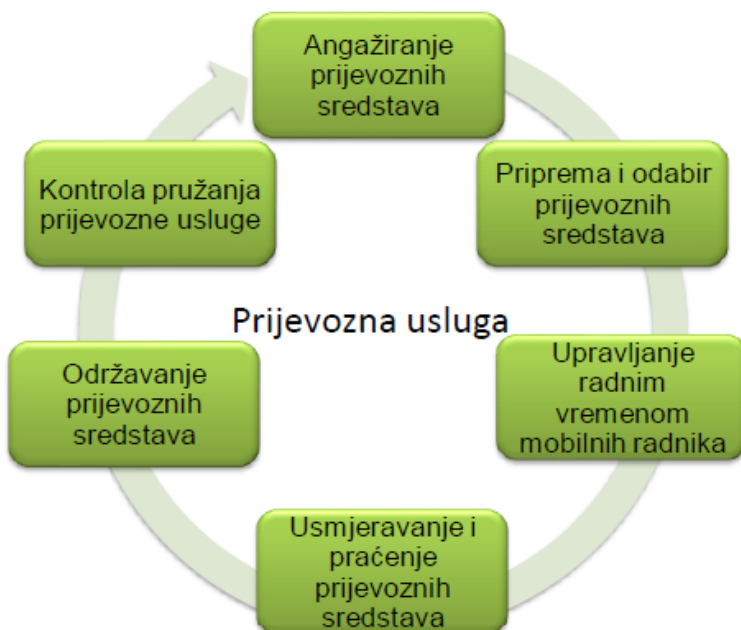 Angažiranje
prijevoznih
sredstava
Priprema i odabir
prijevoznih
sredstava
Upravljanje
radnim
vremenom
mobilnih radnika
Usmjeravanje i
praćenje
prijevoznih
sredstava
Održavanje
prijevoznih
sredstava
Kontrola pružanja
prijevozne usluge
Prijevozna usluga